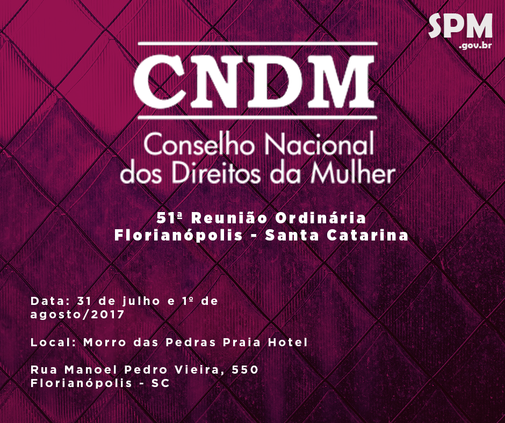 SPM
.gov.br
CNDM
Conselho Nacional
dos Direitos da Mulher
51ª Reunião Ordinária
Florianópolis - Santa Catarina
Data: 31 de julho e 1º de
agosto/2017
Local: Morro das Pedras Praia Hotel
Rua Manoel Pedro Vieira, 550
Florianópolis - SC